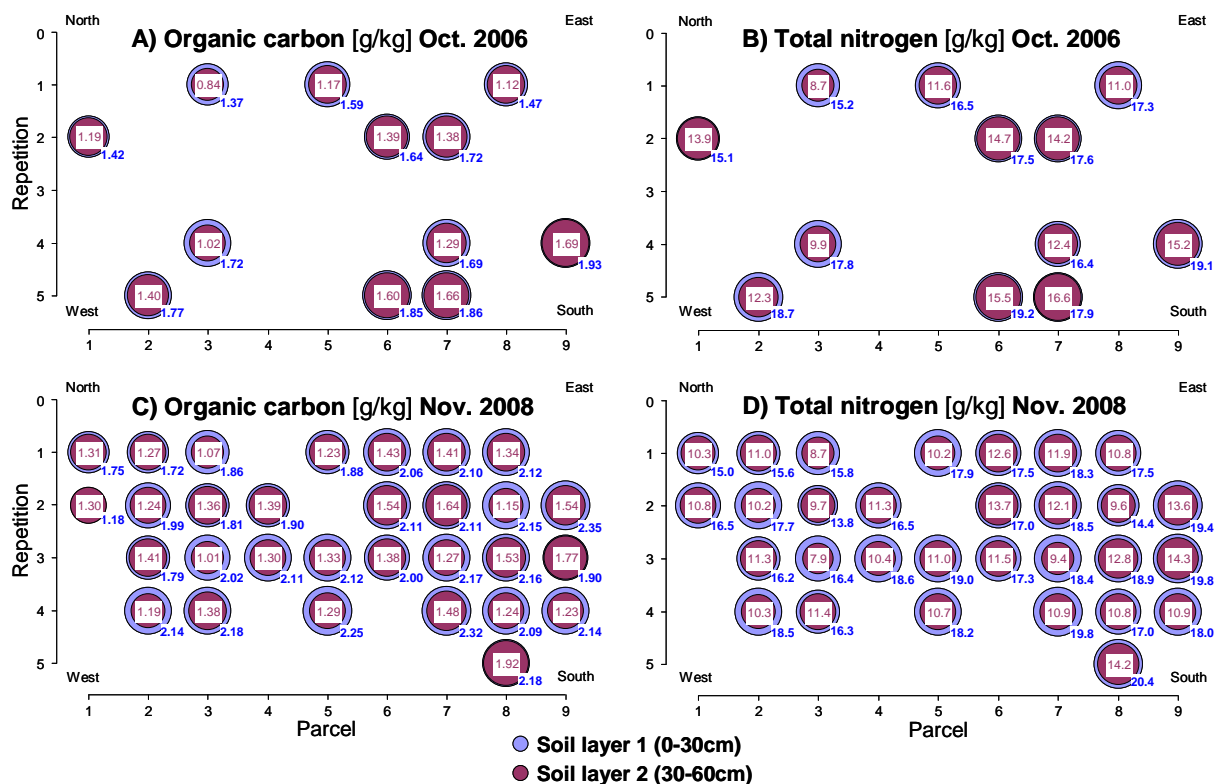 North East
A) Organic carbon [g/kg] Oct. 2006
0
1
2
3
4
5
Repetition
0.84 1.37
1.17 1.59
1.12 1.47
1.19 1.42
1.39 1.64
1.38 1.72
1.02 1.72
1.29 1.69
1.69 1.93
1.40 1.77
1.60 1.85
1.66 1.86
West South
1 2 3 4 5 6 7 8 9
North East
B) Total nitrogen [g/kg] Oct. 2006
0
1
2
3
4
5
8.7 15.2
11.6 16.5
11.0 17.3
13.9 15.1
14.7 17.5
14.2 17.6
9.9 17.8
12.4 16.4
15.2 19.1
12.3 18.7
15.5 19.2
16.6 17.9
West South
1 2 3 4 5 6 7 8 9
North East
C) Organic carbon [g/kg] Nov. 2008
0
1
2
3
4
5
Repetition
1.31 1.27 1.07 1.23 1.43 1.41 1.34
1.75 1.72 1.86 1.88 2.06 2.10 2.12
1.30 1.24 1.36 1.39 1.54 1.64 1.15 1.54
1.18 1.99 1.81 1.90 2.11 2.11 2.15 2.35
1.41 1.01 1.30 1.33 1.38 1.27 1.53 1.77
1.79 2.02 2.11 2.12 2.00 2.17 2.16 1.90
1.19 1.38 1.29 1.48 1.24 1.23
2.14 2.18 2.25 2.32 2.09 2.14
1.92
2.18
West South
1 2 3 4 5 6 7 8 9
Parcel
North East
D) Total nitrogen [g/kg] Nov. 2008
0
1
2
3
4
5
10.3 11.0 8.7 10.2 12.6 11.9 10.8
15.0 15.6 15.8 17.9 17.5 18.3 17.5
10.8 10.2 9.7 11.3 13.7 12.1 9.6 13.6
16.5 17.7 13.8 16.5 17.0 18.5 14.4 19.4
11.3 7.9 10.4 11.0 11.5 9.4 12.8 14.3
16.2 16.4 18.6 19.0 17.3 18.4 18.9 19.8
10.3 11.4 10.7 10.9 10.8 10.9
18.5 16.3 18.2 19.8 17.0 18.0
14.2
20.4
West South
1 2 3 4 5 6 7 8 9
Parcel
Soil layer 1 (0-30cm)
Soil layer 2 (30-60cm)